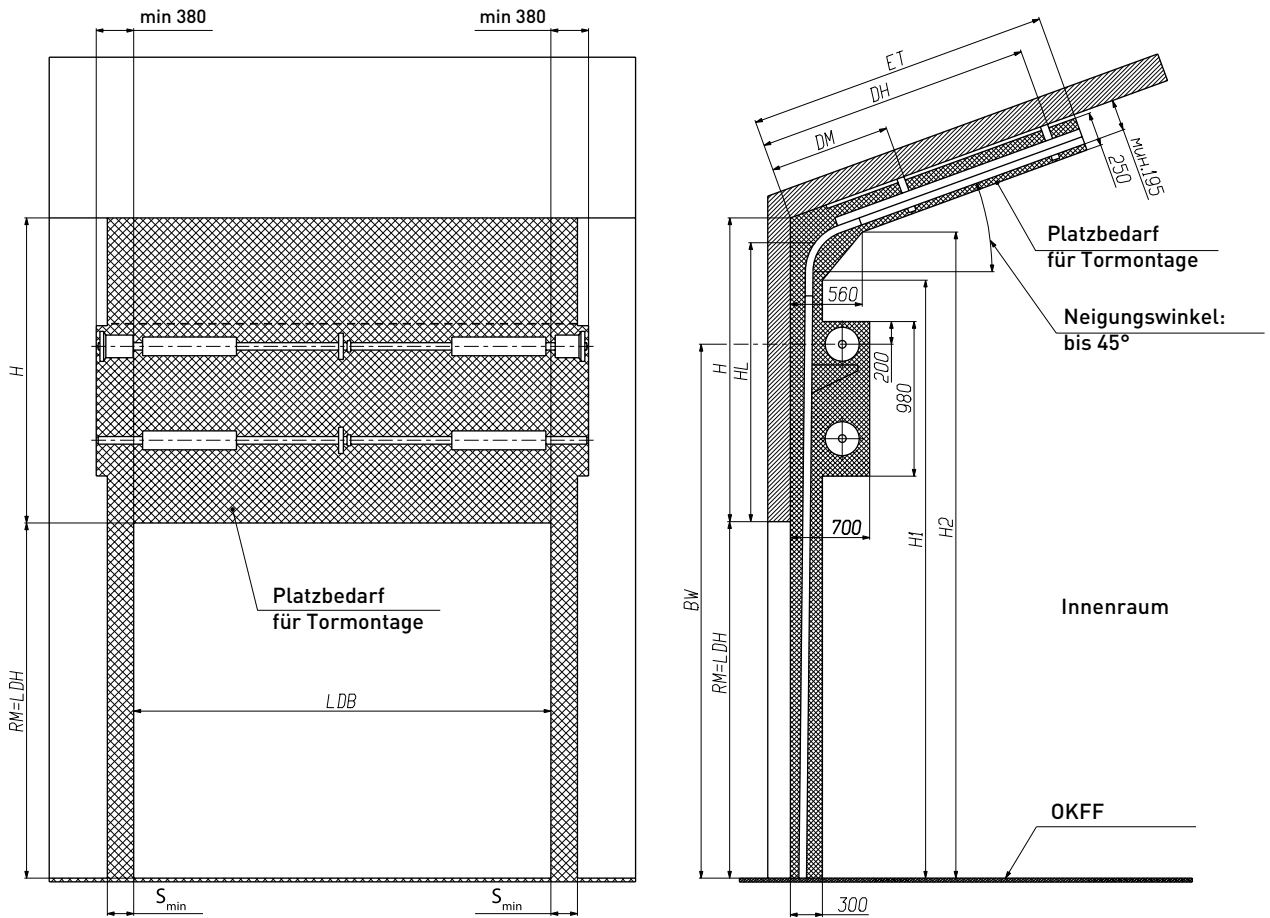 min 380
min 380
H
RM=LDH
LDB
Platzbedarf
für Tormontage
S min
S min
ET
DH
DM
мин.195
250
Platzbedarf
für Tormontage
Neigungswinkel:
bis 45°
560
H
HL
200
980
700
H1
H2
BW
RM=LDH
Innenraum
OKFF
300